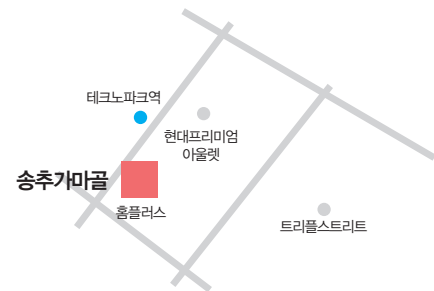 테크노파크역
현대프리미엄
아울렛
송추가마골
홈플러스
트리플스트리트